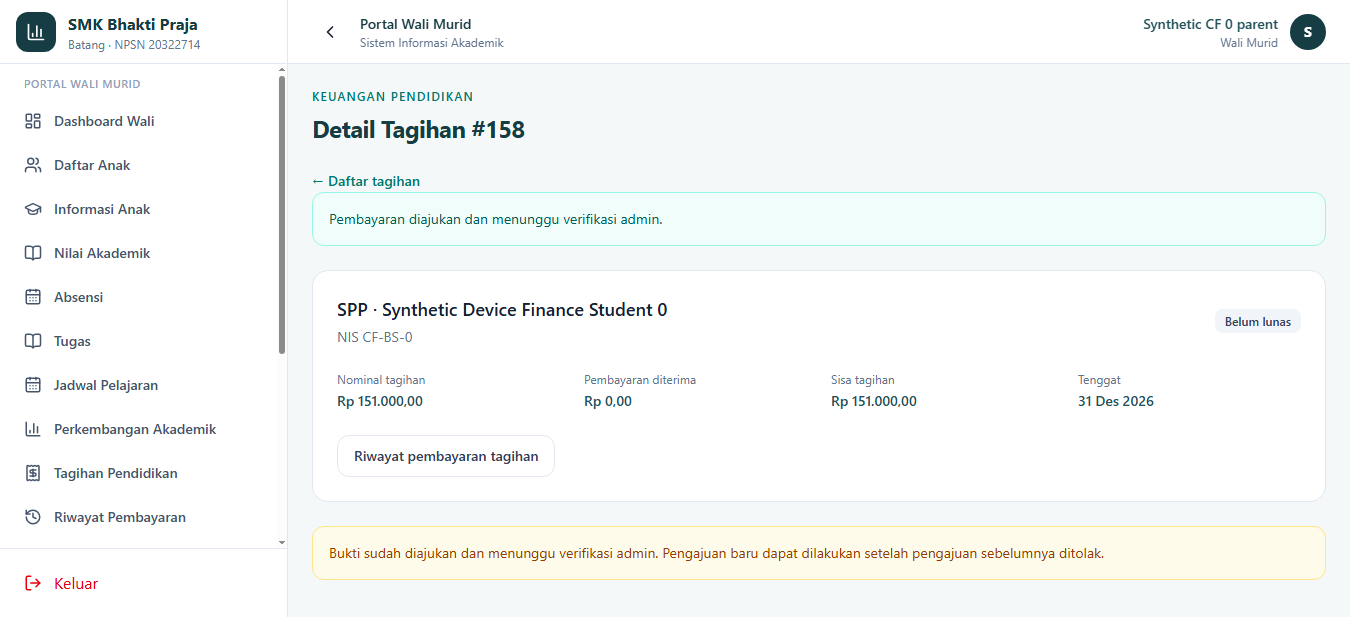 SMK Bhakti Praja
Batang · NPSN 20322714
PORTAL WALI MURID
Dashboard Wali
Daftar Anak
Informasi Anak
Nilai Akademik
Absensi
Tugas
Jadwal Pelajaran
Perkembangan Akademik
Tagihan Pendidikan
Riwayat Pembayaran
Keluar
Portal Wali Murid
Sistem Informasi Akademik
Synthetic CF 0 parent
Wali Murid
S
KEUANGAN PENDIDIKAN
Detail Tagihan #158
← Daftar tagihan
Pembayaran diajukan dan menunggu verifikasi admin.
SPP · Synthetic Device Finance Student 0
NIS CF-BS-0
Belum lunas
Nominal tagihan
Rp 151.000,00
Pembayaran diterima
Rp 0,00
Sisa tagihan
Rp 151.000,00
Tenggat
31 Des 2026
Riwayat pembayaran tagihan
Bukti sudah diajukan dan menunggu verifikasi admin. Pengajuan baru dapat dilakukan setelah pengajuan sebelumnya ditolak.